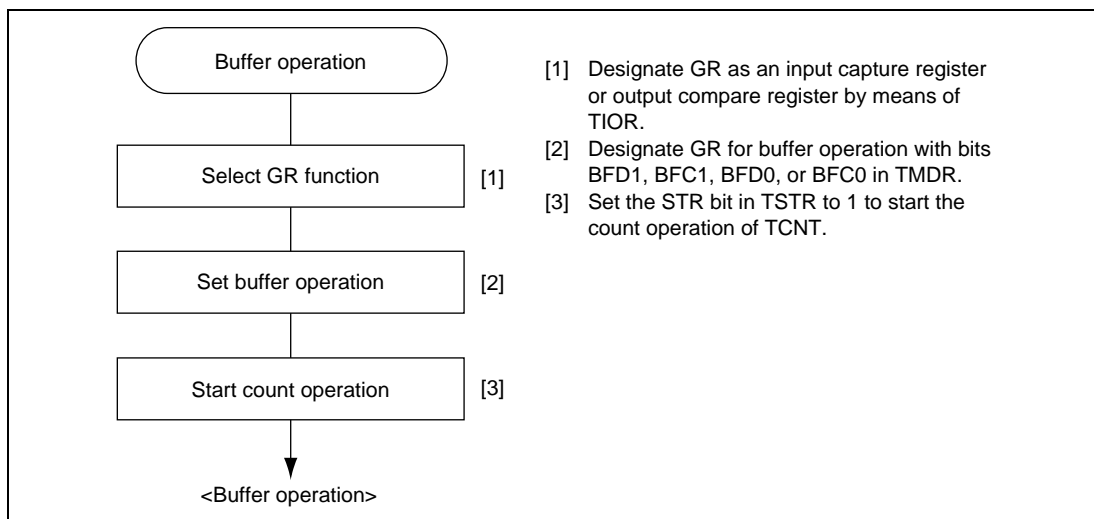 Buffer operation
Select GR function
[1]
Set buffer operation
[2]
Start count operation
[3]
<Buffer operation>
[1] Designate GR as an input capture register
or output compare register by means of
TIOR.
[2] Designate GR for buffer operation with bits
BFD1, BFC1, BFD0, or BFC0 in TMDR.
[3] Set the STR bit in TSTR to 1 to start the
count operation of TCNT.